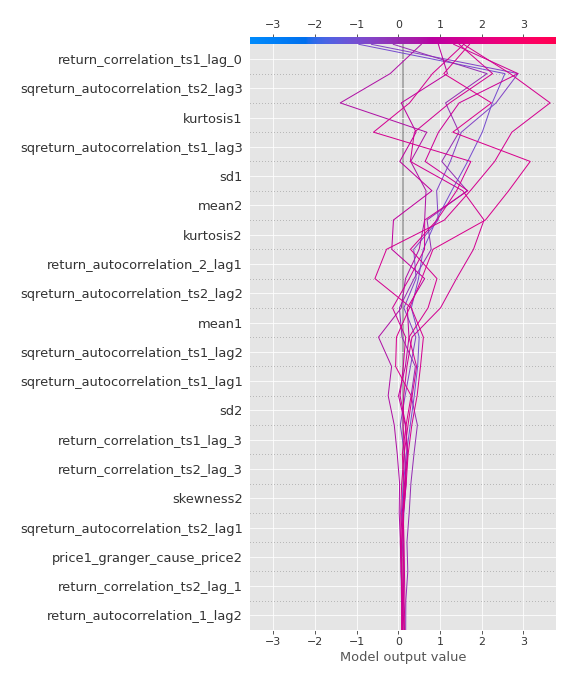 −3 −2 −1 0 1 2 3
return_correlation_ts1_lag_0
sqreturn_autocorrelation_ts2_lag3
kurtosis1
sqreturn_autocorrelation_ts1_lag3
sd1
mean2
kurtosis2
return_autocorrelation_2_lag1
sqreturn_autocorrelation_ts2_lag2
mean1
sqreturn_autocorrelation_ts1_lag2
sqreturn_autocorrelation_ts1_lag1
sd2
return_correlation_ts1_lag_3
return_correlation_ts2_lag_3
skewness2
sqreturn_autocorrelation_ts2_lag1
price1_granger_cause_price2
return_correlation_ts2_lag_1
return_autocorrelation_1_lag2
−3 −2 −1 0 1 2 3
Model output value